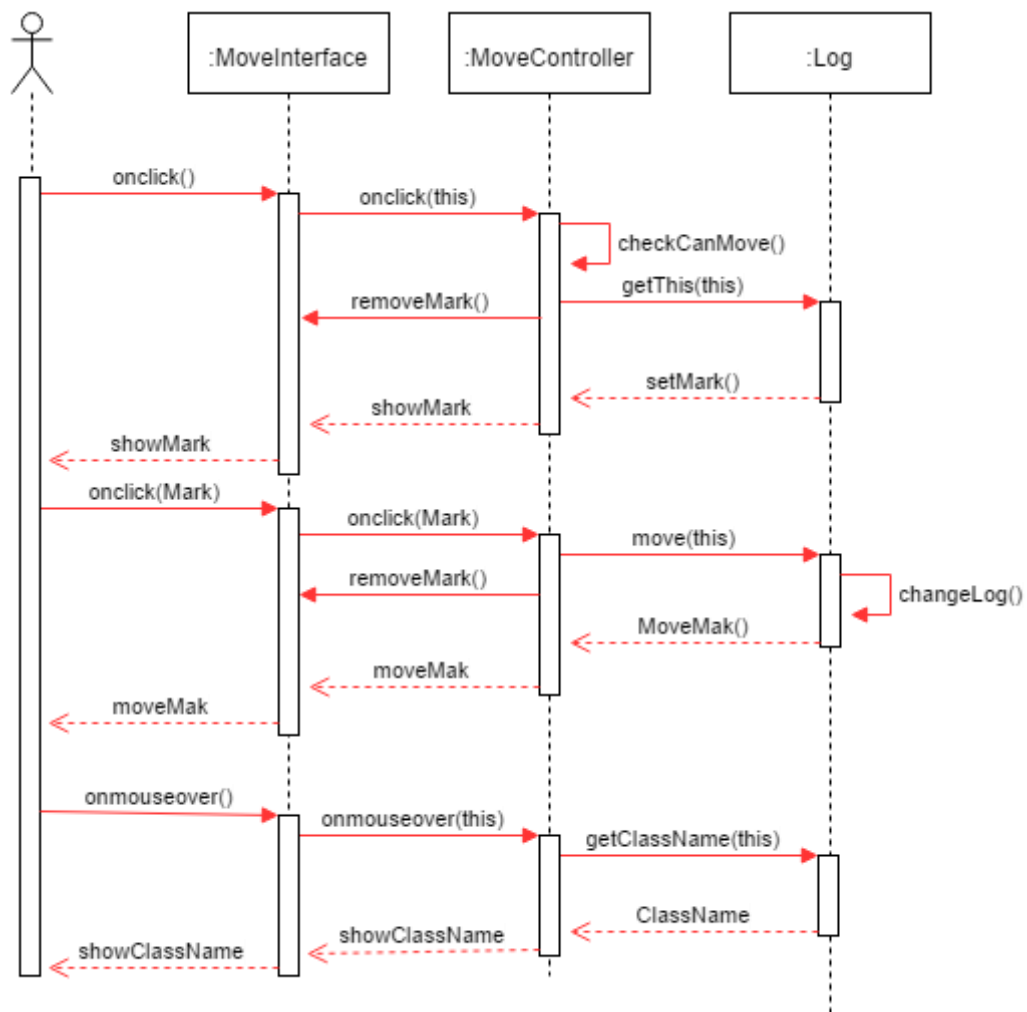 :MoveInterface
:MoveController
:Log
onclick()
onclick(this)
checkCanMove()
getThis(this)
removeMark()
setMark()
showMark
showMark
onclick(Mark)
onclick(Mark)
move(this)
removeMark()
changeLog()
MoveMak()
moveMak
moveMak
onmouseover()
onmouseover(this)
getClassName(this)
ClassName
showClassName
showClassName